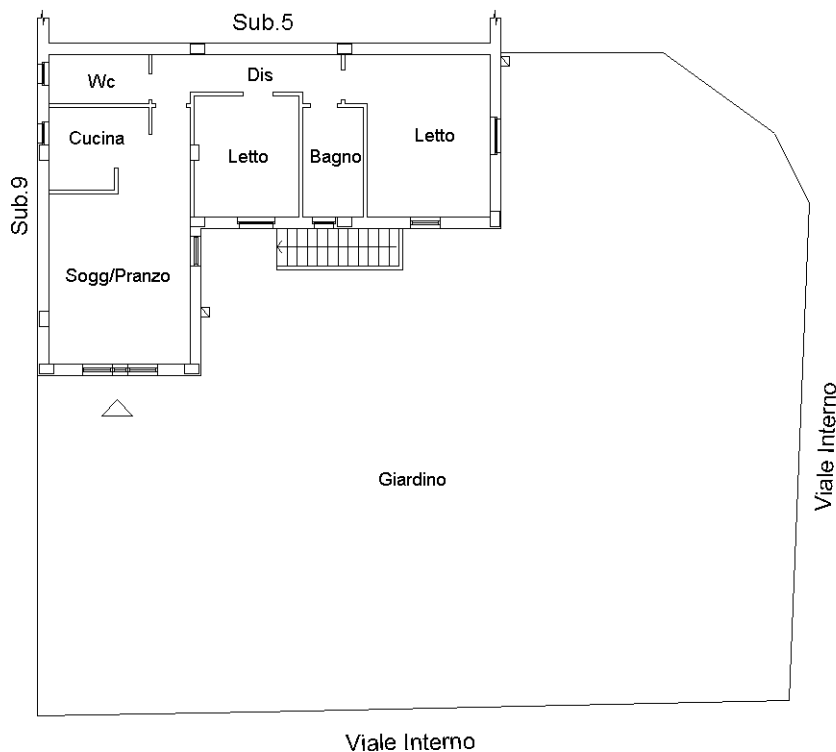 Sub.5
Wc
Dis
Cucina
Letto
Bagno
Letto
Sub.9
Sogg/Pranzo
Giardino
Viale Interno
Viale Interno